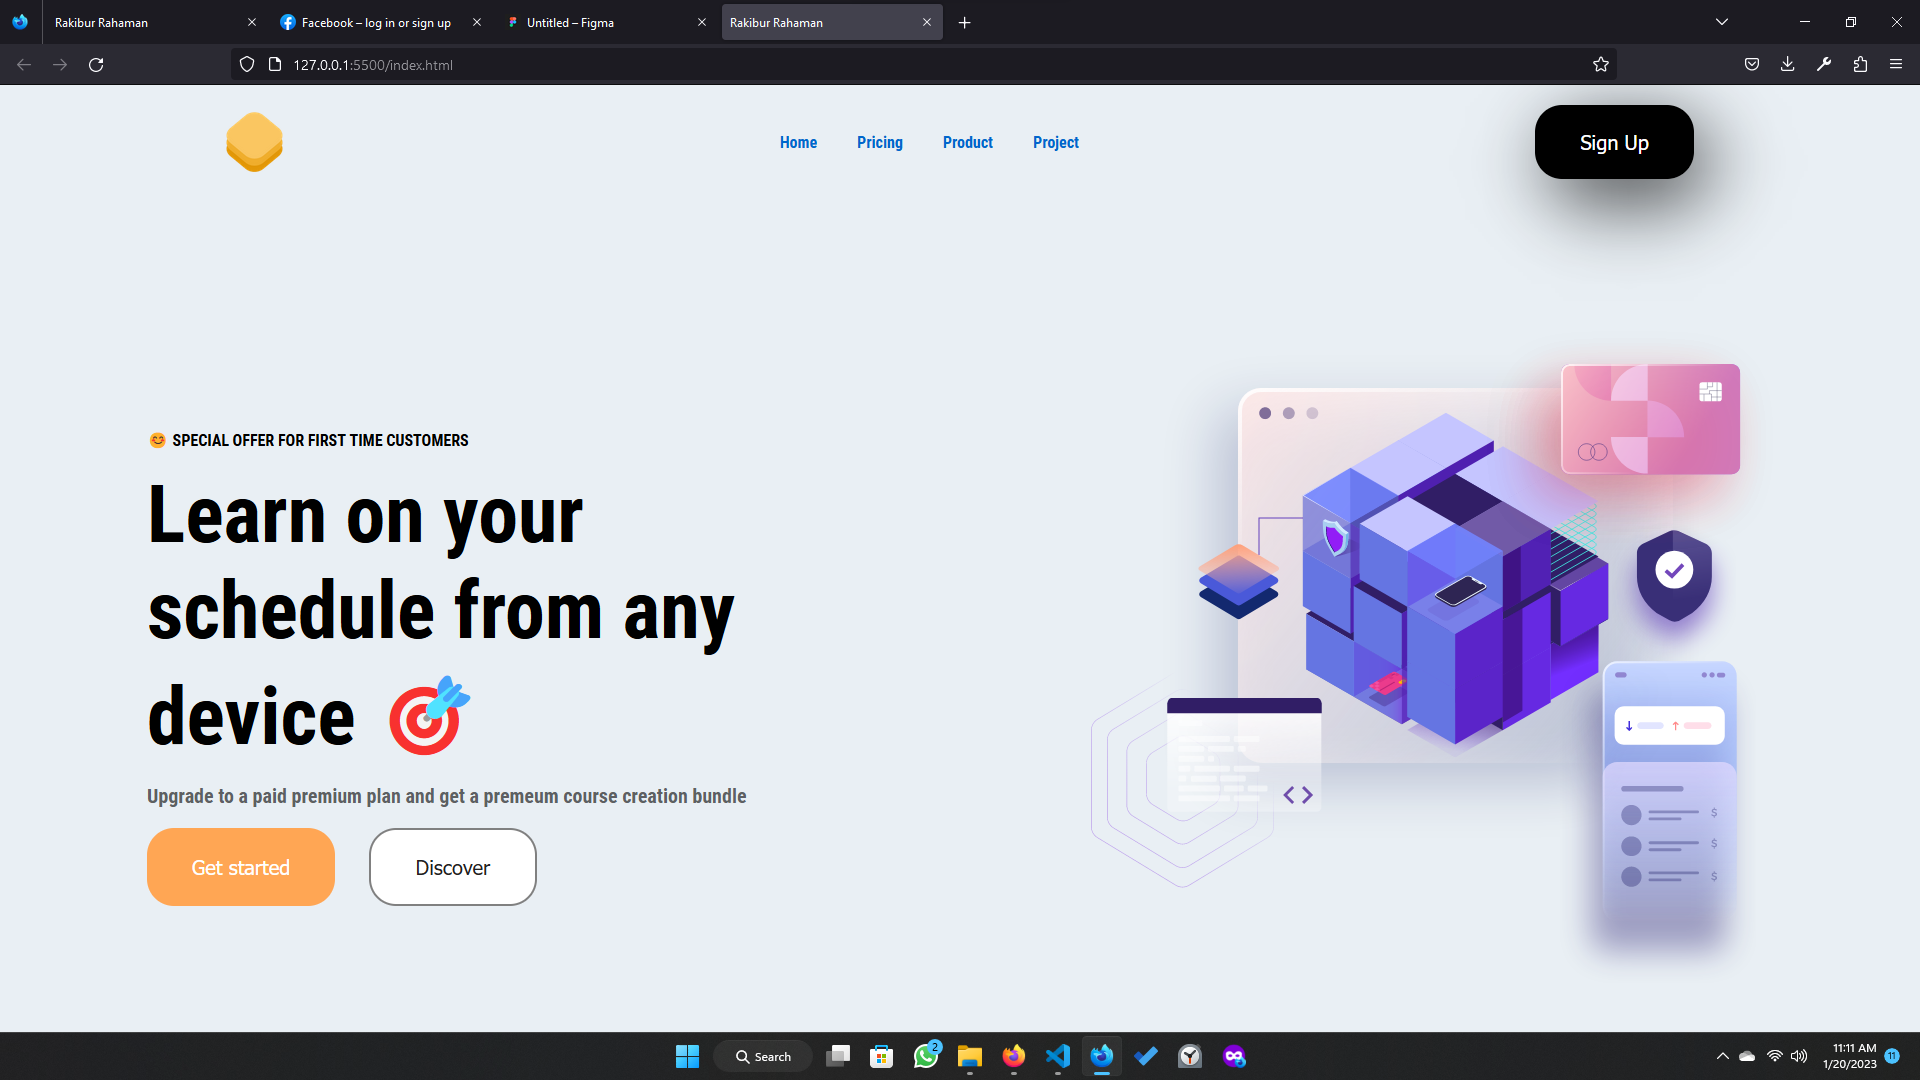 Rakibur Rahaman
Facebook – log in or sign up
Untitled – Figma
Rakibur Rahaman
127.0.0.1:5500/index.html
Home
Pricing
Product
Project
Sign Up
😊 SPECIAL OFFER FOR FIRST TIME CUSTOMERS
Learn on your
schedule from any
device 🎯
Upgrade to a paid premium plan and get a premeum course creation bundle
Get started
Discover
$
$
$
Search
2
11:11 AM
1/20/2023
11